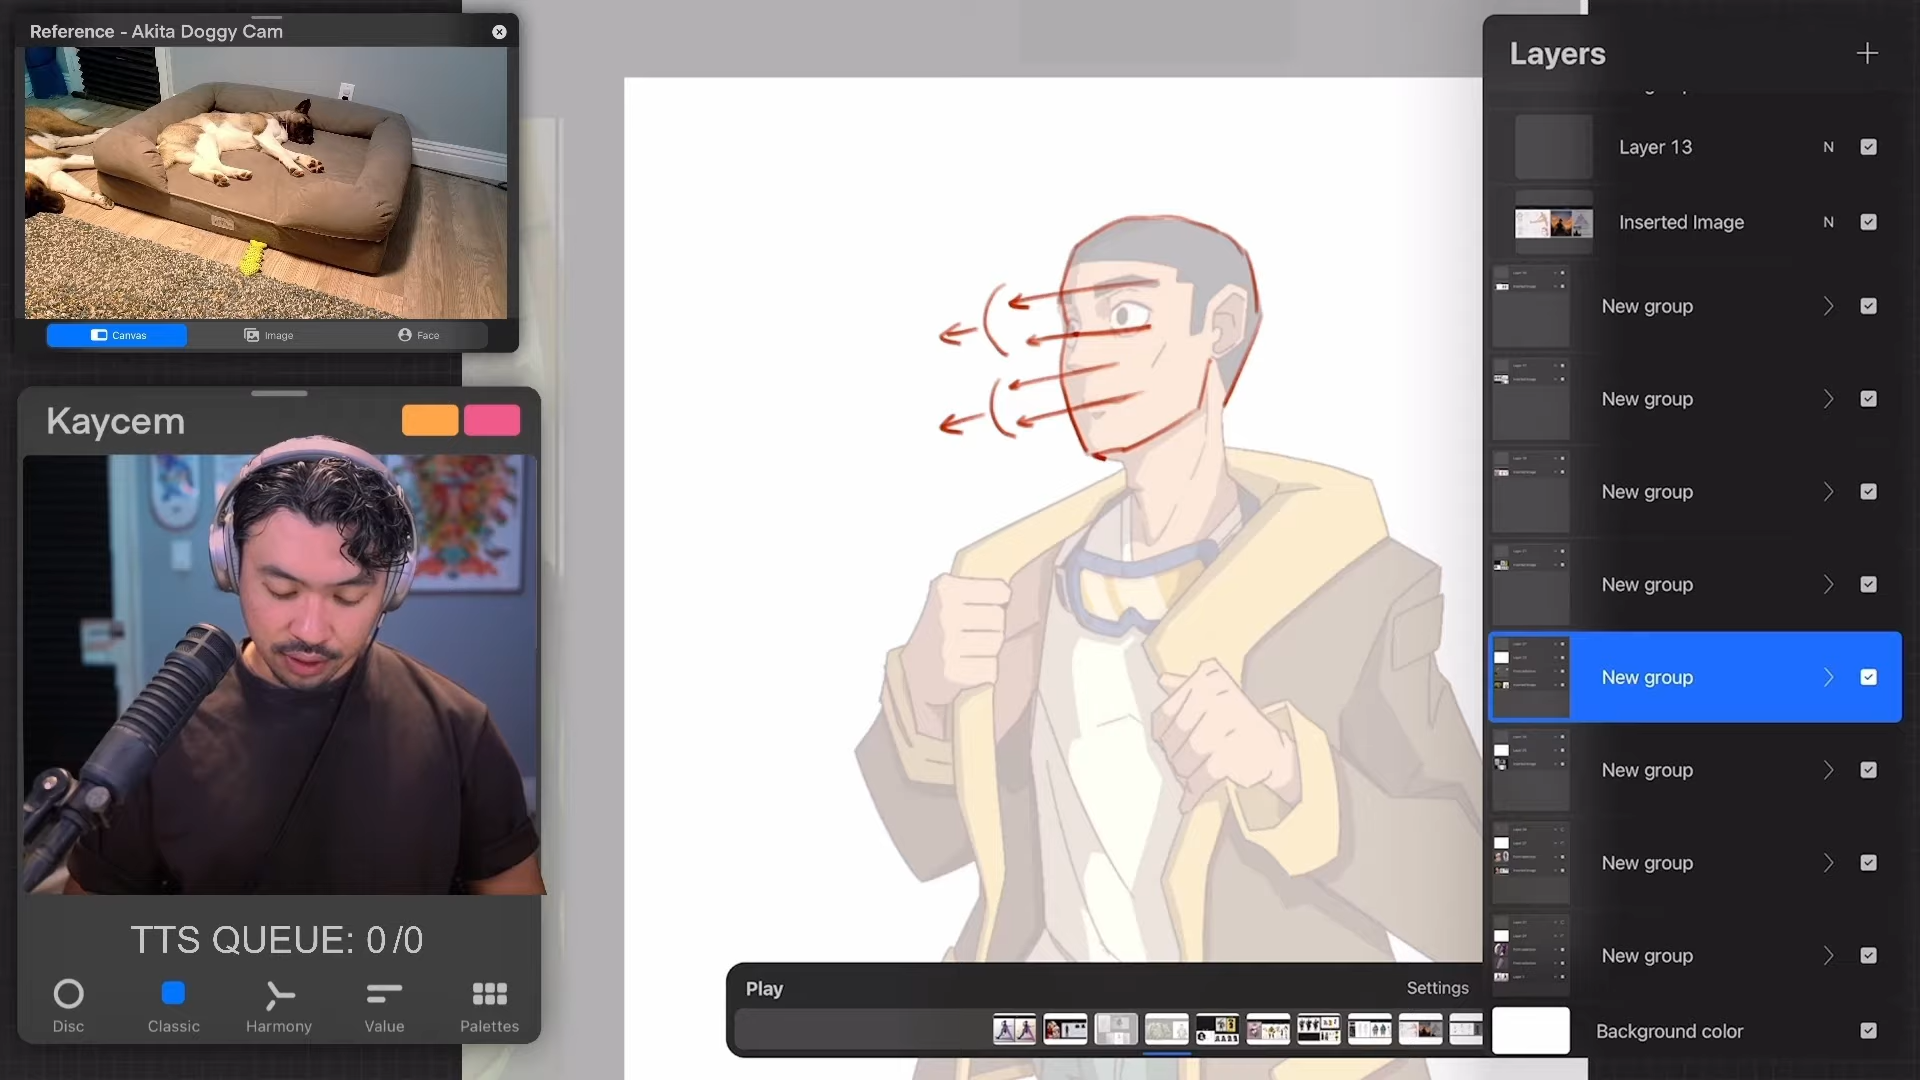 Reference - Akita Doggy Cam
Canvas
Image
Face
Kaycem
TTS QUEUE: 0/0
Disc
Classic
Harmony
Value
Palettes
Play
Settings
Layers
Layer 13
N
Inserted Image
N
New group
New group
New group
New group
New group
New group
New group
New group
Background color